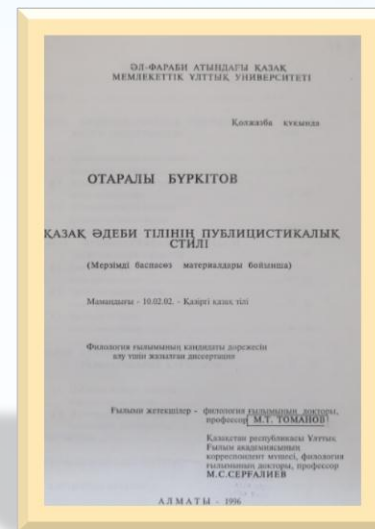 ӘЛ-ФАРАБИ АТЫНДАҒЫ ҚАЗАҚ
МЕМЛЕКЕТТІК ҰЛТТЫҚ УНИВЕРСИТЕТІ
Қолжазба құқында
ОТАРАЛЫ БҮРКІТОВ
ҚАЗАҚ ӘДЕБИ ТІЛІНІҢ ПУБЛИЦИСТИКАЛЫҚ
СТИЛІ
(Мерзімді баспасөз материалдары бойынша)
Мамандығы - 10.02.02. - Қазіргі қазақ тілі
Филология ғылымының кандидаты дәрежесін
алу үшін жазылған диссертация
Ғылыми жетекшілер - филология ғылымының докторы,
профессор М.Т. ТОМАНОВ
Қазақстан республикасы Ұлттық
Ғылым академиясының
корреспондент мүшесі, филология
ғылымының докторы, профессор
М.С.СЕРҒАЛИЕВ
АЛМАТЫ - 1996